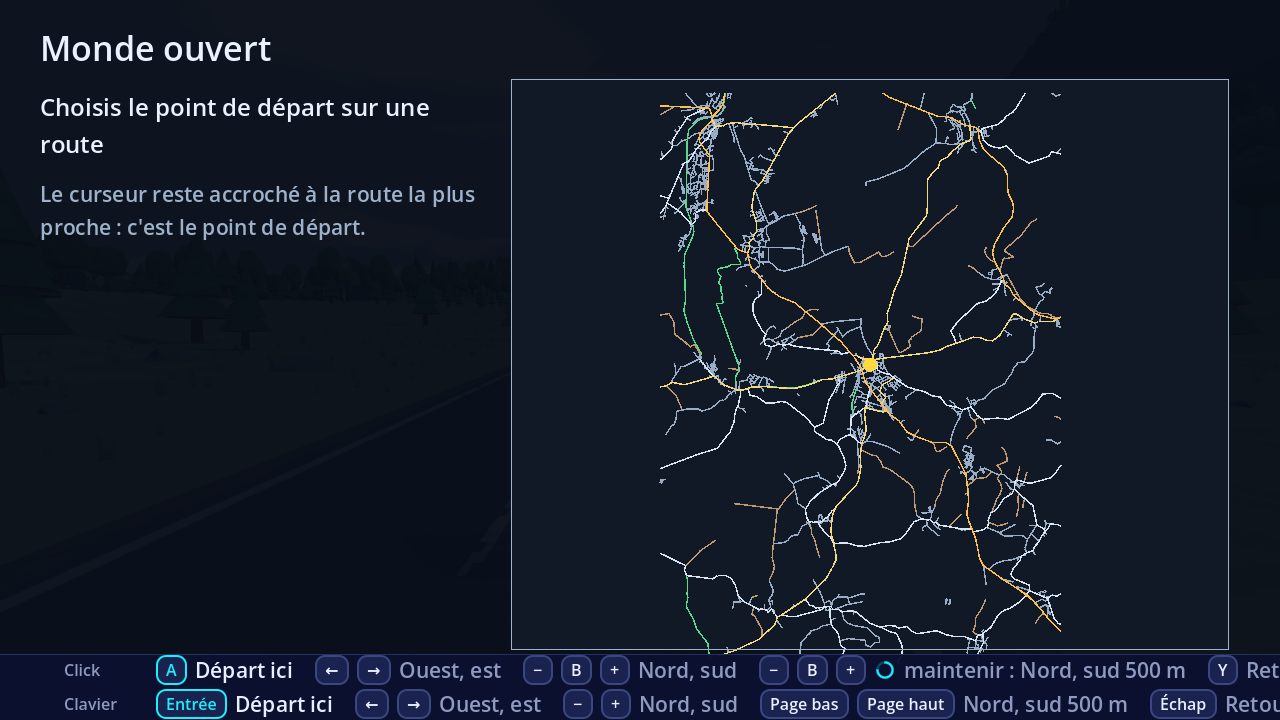 Monde ouvert
Choisis le point de départ sur une
route
Le curseur reste accroché à la route la plus
proche : c'est le point de départ.
Click A Départ ici ← → Ouest, est − B + Nord, sud − B + maintenir : Nord, sud 500 m Y
Clavier Entrée Départ ici ← → Ouest, est − + Nord, sud Page bas Page haut Nord, sud 500 m Échap